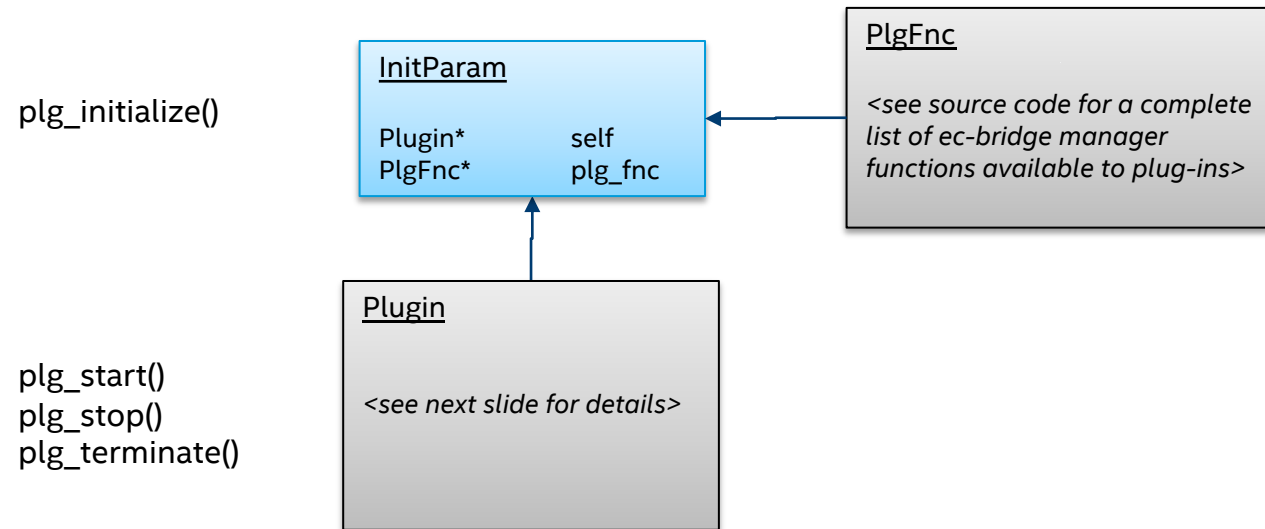 plg_initialize()
InitParam
Plugin* self
PlgFnc* plg_fnc
PlgFnc
<see source code for a complete
list of ec-bridge manager
functions available to plug-ins>
plg_start()
plg_stop()
plg_terminate()
Plugin
<see next slide for details>